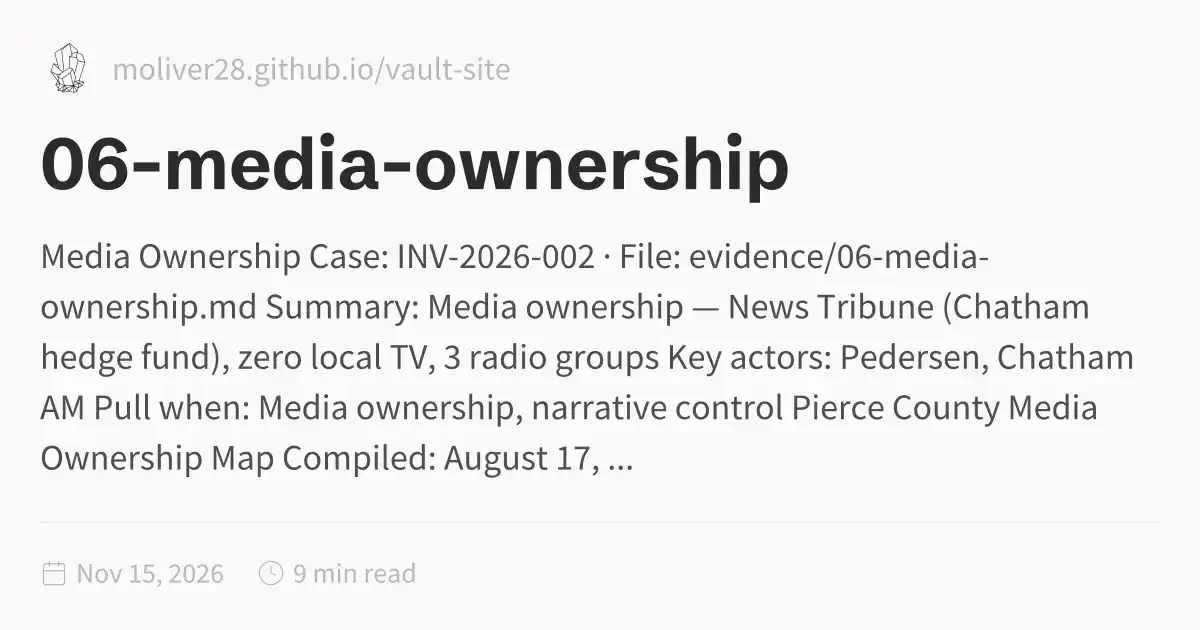 moliver28.github.io/vault-site
06-media-ownership
Media Ownership Case: INV-2026-002 · File: evidence/06-media-
ownership.md Summary: Media ownership — News Tribune (Chatham
hedge fund), zero local TV, 3 radio groups Key actors: Pedersen, Chatham
AM Pull when: Media ownership, narrative control Pierce County Media
Ownership Map Compiled: August 17, ...
Nov 15, 2026
9 min read